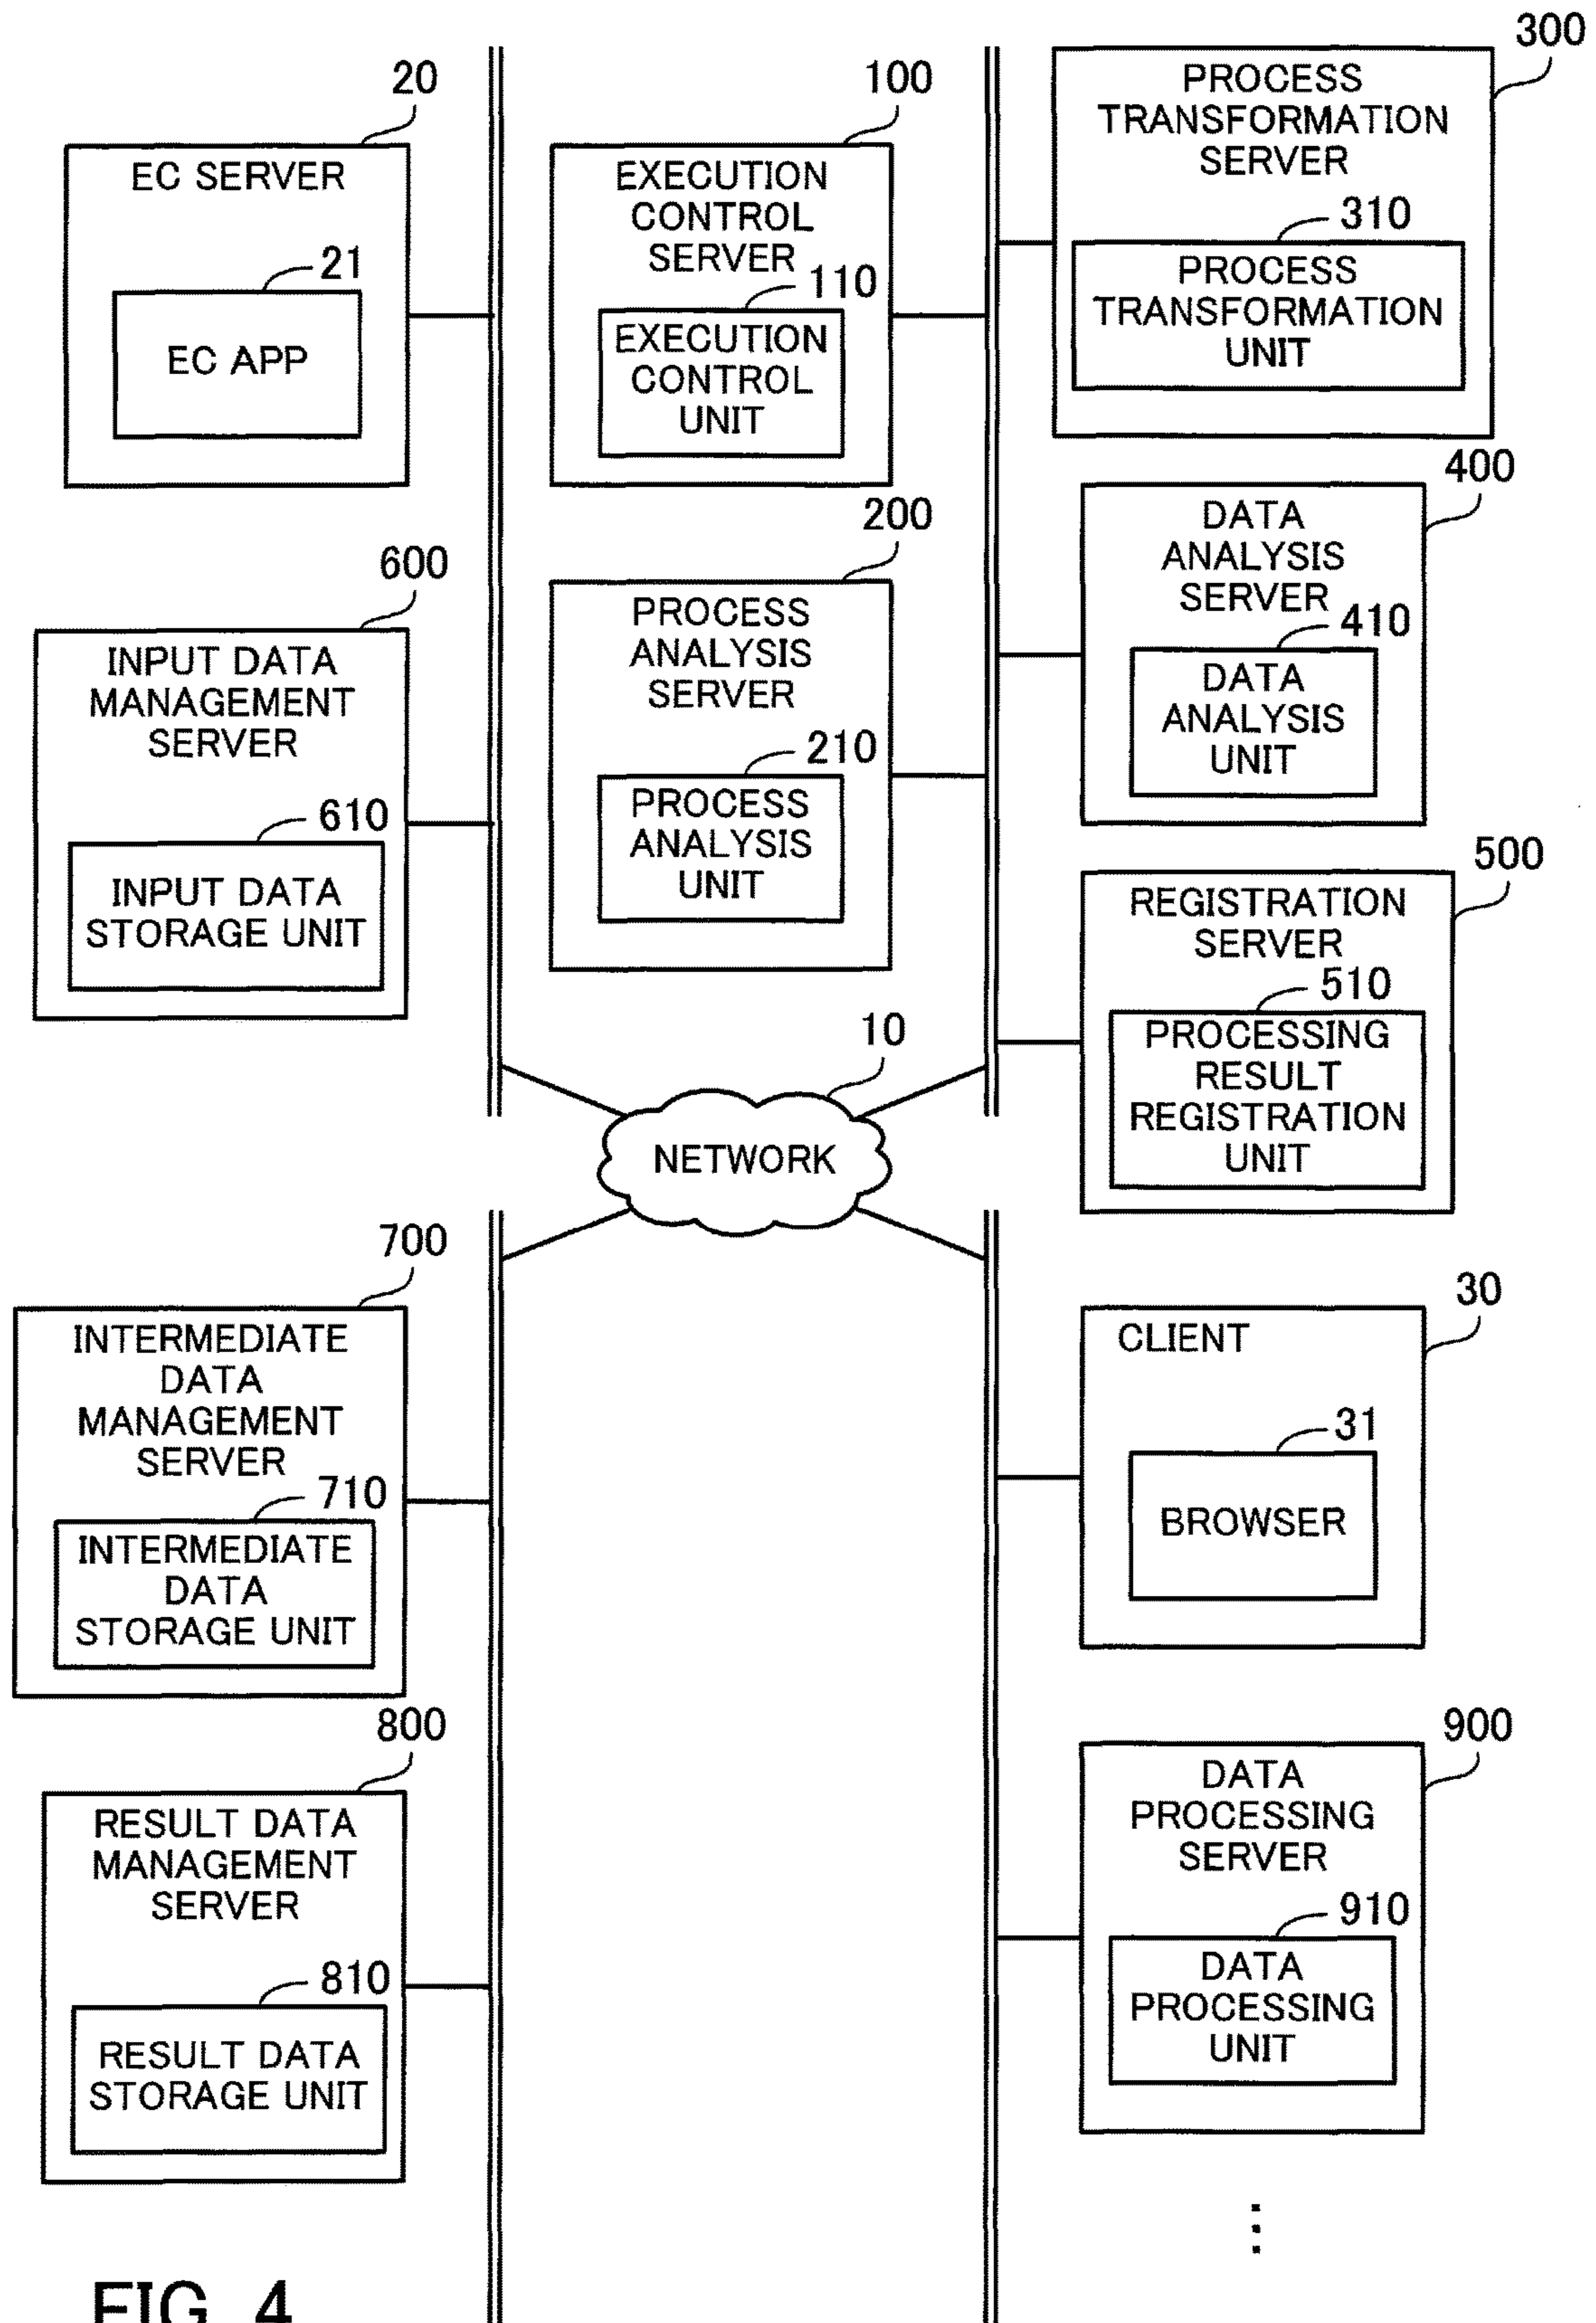 20
EC SERVER
21
EC APP
600
INPUT DATA
MANAGEMENT
SERVER
610
INPUT DATA
STORAGE UNIT
100
EXECUTION
CONTROL
SERVER
110
EXECUTION
CONTROL
UNIT
200
PROCESS
ANALYSIS
SERVER
210
PROCESS
ANALYSIS
UNIT
300
PROCESS
TRANSFORMATION
SERVER
310
PROCESS
TRANSFORMATION
UNIT
400
DATA
ANALYSIS
SERVER
410
DATA
ANALYSIS
UNIT
500
REGISTRATION
SERVER
510
PROCESSING
RESULT
REGISTRATION
UNIT
10
NETWORK
700
INTERMEDIATE
DATA
MANAGEMENT
SERVER
710
INTERMEDIATE
DATA
STORAGE UNIT
800
RESULT DATA
MANAGEMENT
SERVER
810
RESULT DATA
STORAGE UNIT
30
CLIENT
31
BROWSER
900
DATA
PROCESSING
SERVER
910
DATA
PROCESSING
UNIT
FIG. 4